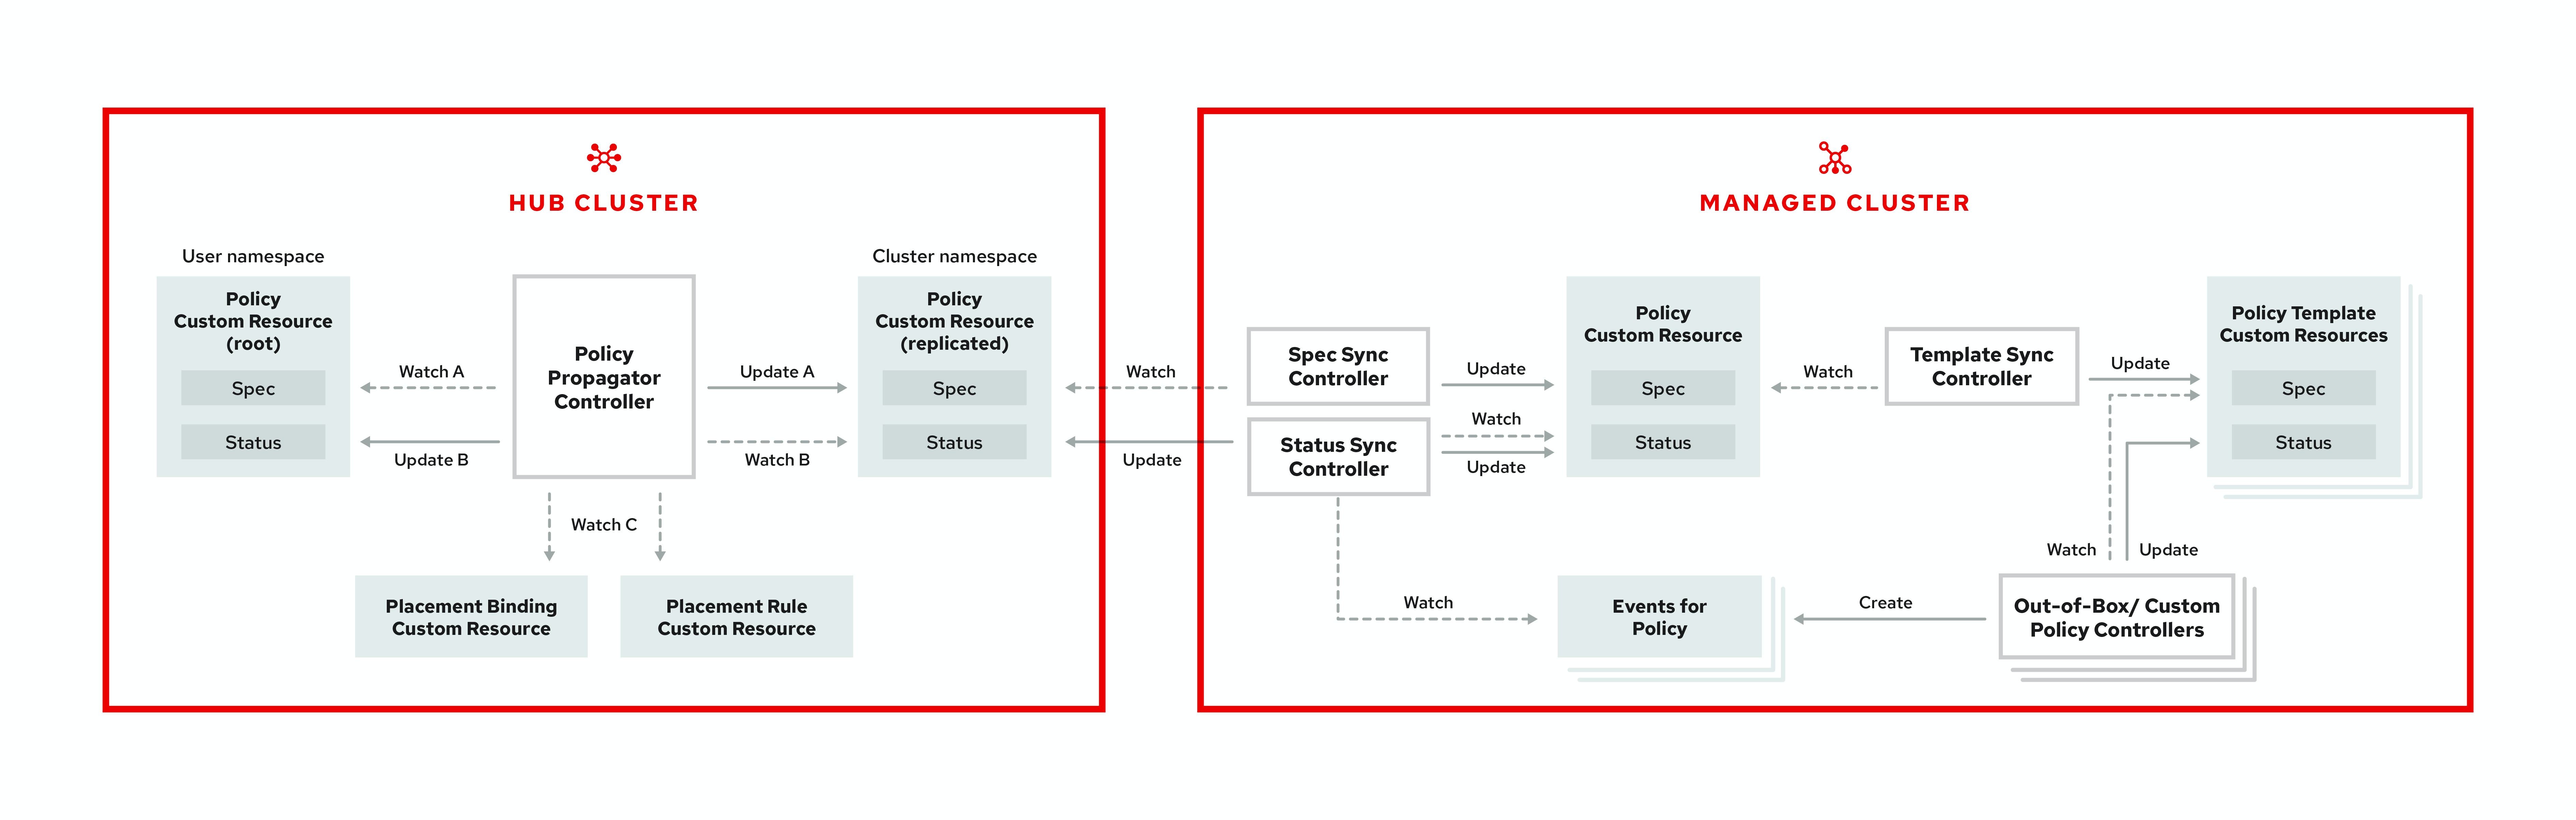 HUB CLUSTER
User namespace
Policy
Custom Resource
(root)
Spec
Status
Watch A
Update B
Policy
Propagator
Controller
Update A
Watch B
Cluster namespace
Policy
Custom Resource
(replicated)
Spec
Status
Watch C
Placement Binding
Custom Resource
Placement Rule
Custom Resource
Watch
Update
MANAGED CLUSTER
Spec Sync
Controller
Status Sync
Controller
Update
Watch
Update
Policy
Custom Resource
Spec
Status
Watch
Template Sync
Controller
Update
Policy Template
Custom Resources
Spec
Status
Watch
Update
Watch
Events for
Policy
Create
Out-of-Box/ Custom
Policy Controllers